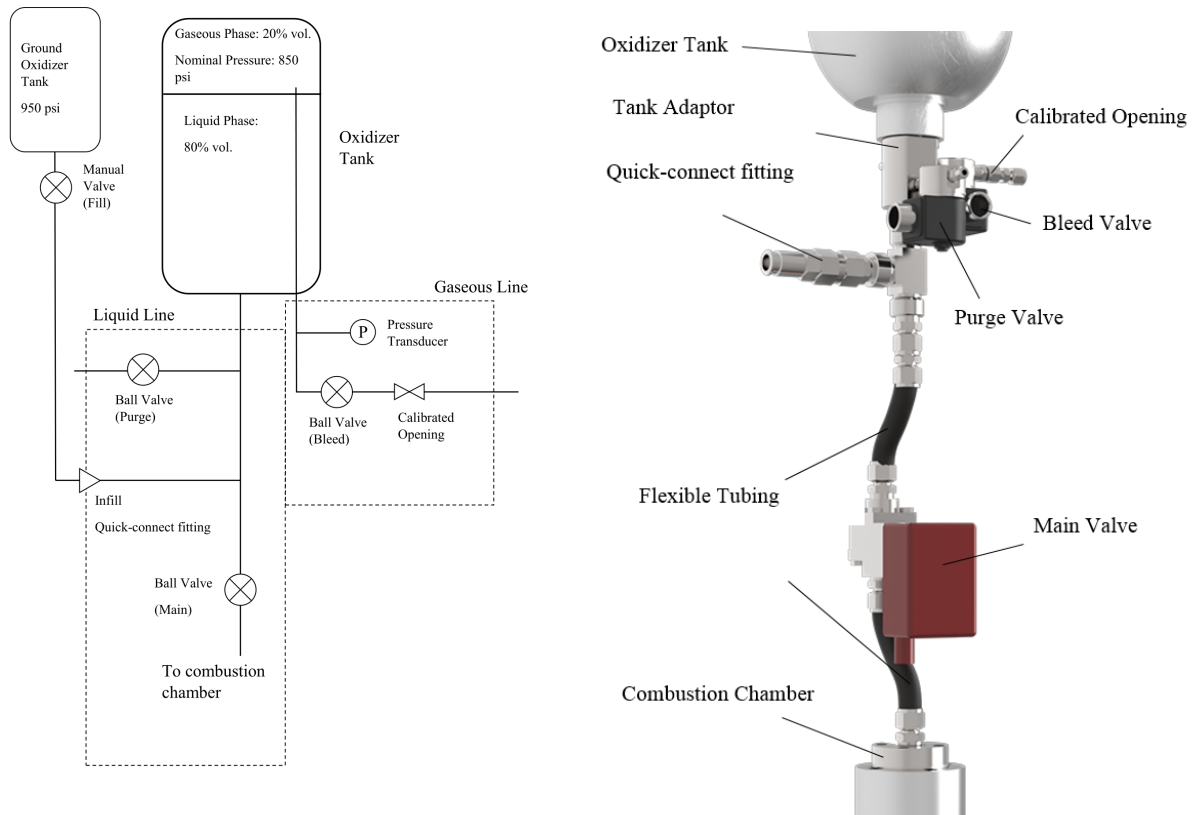 Ground
Oxidizer
Tank
950 psi
Manual
Valve
(Fill)
Gaseous Phase: 20% vol.
Nominal Pressure: 850
psi
Liquid Phase:
80% vol.
Oxidizer
Tank
Gaseous Line
Liquid Line
P
Pressure
Transducer
Ball Valve
(Purge)
Ball Valve
(Bleed)
Calibrated
Opening
Infill
Quick-connect fitting
Ball Valve
(Main)
To combustion
chamber
Oxidizer Tank
Tank Adaptor
Calibrated Opening
Quick-connect fitting
Bleed Valve
Purge Valve
Flexible Tubing
Main Valve
Combustion Chamber